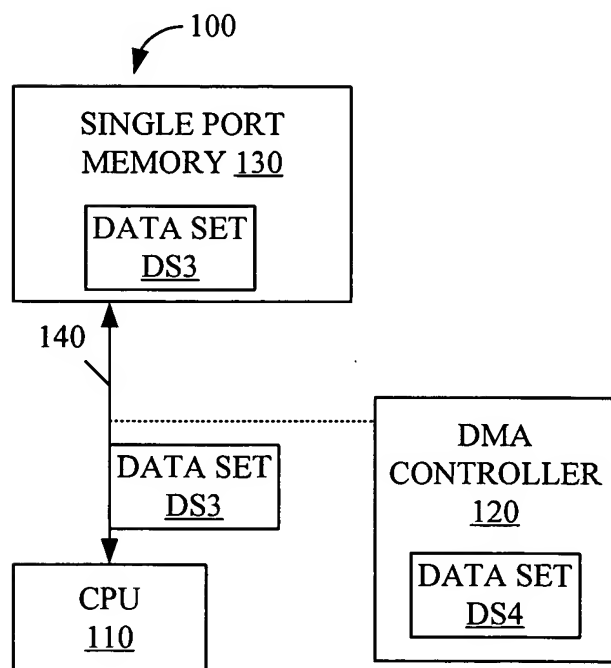 100
SINGLE PORT
MEMORY 130
DATA SET
DS3
140
DATA SET
DS3
DMA
CONTROLLER
120
DATA SET
DS4
CPU
110